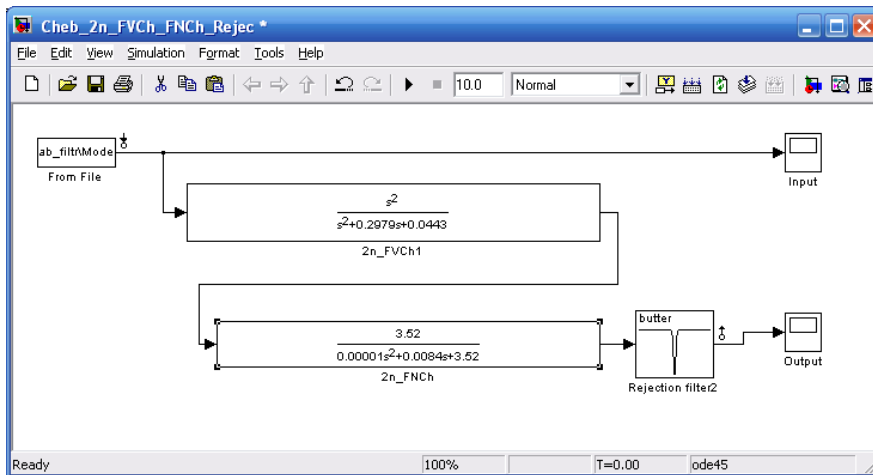 Cheb_2n_FVCh_FNCh_Rejec *
File Edit View Simulation Format Tools Help
10.0 Normal
ab_filtr\Mode
From File
Input
s2
s2+0.2979s+0.0443
2n_FVCh1
3.52
0.00001s2+0.0084s+3.52
2n_FNCh
butter
Rejection filter2
Output
Ready 100% T=0.00 ode45